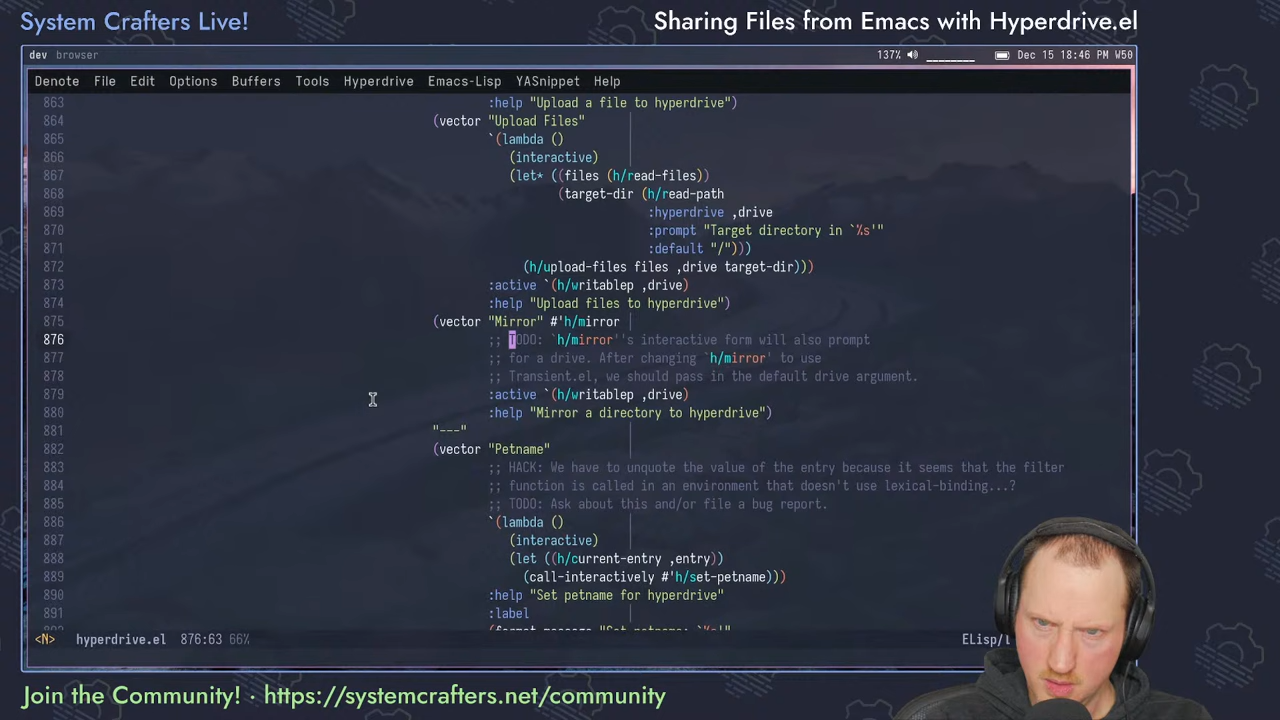 System Crafters Live!
Sharing Files from Emacs with Hyperdrive.el
dev browser
137% Dec 15 18:46 PM W50
Denote File Edit Options Buffers Tools Hyperdrive Emacs-Lisp YASnippet Help
863 :help "Upload a file to hyperdrive")
864 (vector "Upload Files"
865 `(lambda ()
866 (interactive)
867 (let* ((files (h/read-files))
868 (target-dir (h/read-path
869 :hyperdrive ,drive
870 :prompt "Target directory in `%s'"
871 :default "/")))
872 (h/upload-files files ,drive target-dir)))
873 :active `(h/writablep ,drive)
874 :help "Upload files to hyperdrive")
875 (vector "Mirror" #'h/mirror
876 ;; TODO: `h/mirror''s interactive form will also prompt
877 ;; for a drive. After changing `h/mirror' to use
878 ;; Transient.el, we should pass in the default drive argument.
879 :active `(h/writablep ,drive)
880 :help "Mirror a directory to hyperdrive")
881 "---"
882 (vector "Petname"
883 ;; HACK: We have to unquote the value of the entry because it seems that the filter
884 ;; function is called in an environment that doesn't use lexical-binding...?
885 ;; TODO: Ask about this and/or file a bug report.
886 `(lambda ()
887 (interactive)
888 (let ((h/current-entry ,entry))
889 (call-interactively #'h/set-petname)))
890 :help "Set petname for hyperdrive"
891 :label
<N> hyperdrive.el 876:63 66%
Join the Community! · https://systemcrafters.net/community